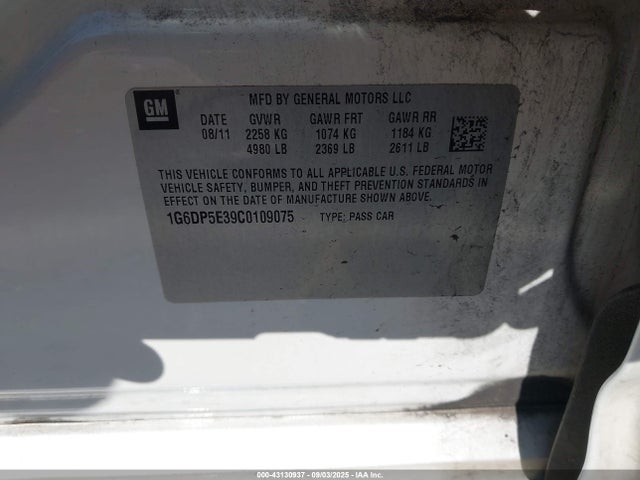 GM
MFD BY GENERAL MOTORS LLC
DATE GVWR GAWR FRT GAWR RR
08/11 2258 KG 1074 KG 1184 KG
4980 LB 2369 LB 2611 LB
THIS VEHICLE CONFORMS TO ALL APPLICABLE U.S. FEDERAL MOTOR
VEHICLE SAFETY, BUMPER, AND THEFT PREVENTION STANDARDS IN
EFFECT ON THE DATE OF MANUFACTURE SHOWN ABOVE.
1G6DP5E39C0109075 TYPE: PASS CAR
000-43130937 - 09/03/2025 - IAA Inc.